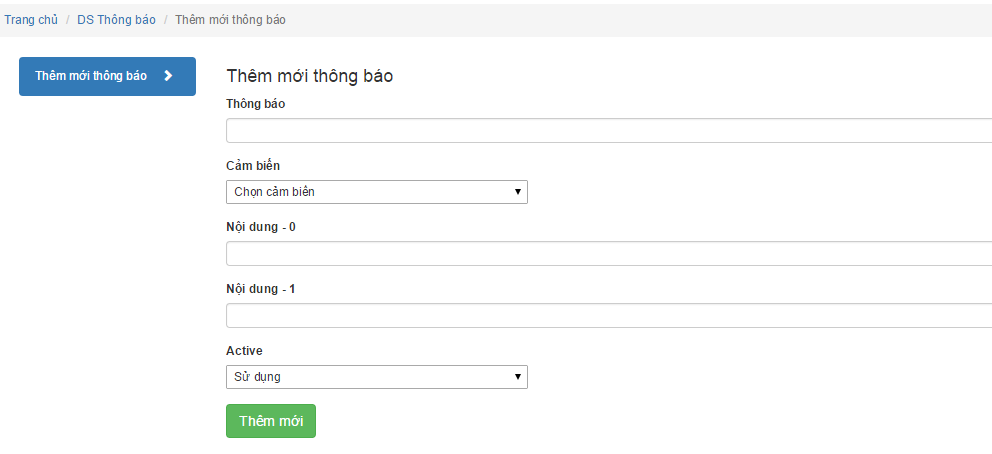 Trang chủ / DS Thông báo / Thêm mới thông báo
Thêm mới thông báo
Thêm mới thông báo
Thông báo
Cảm biến
Chọn cảm biến
Nội dung - 0
Nội dung - 1
Active
Sử dụng
Thêm mới